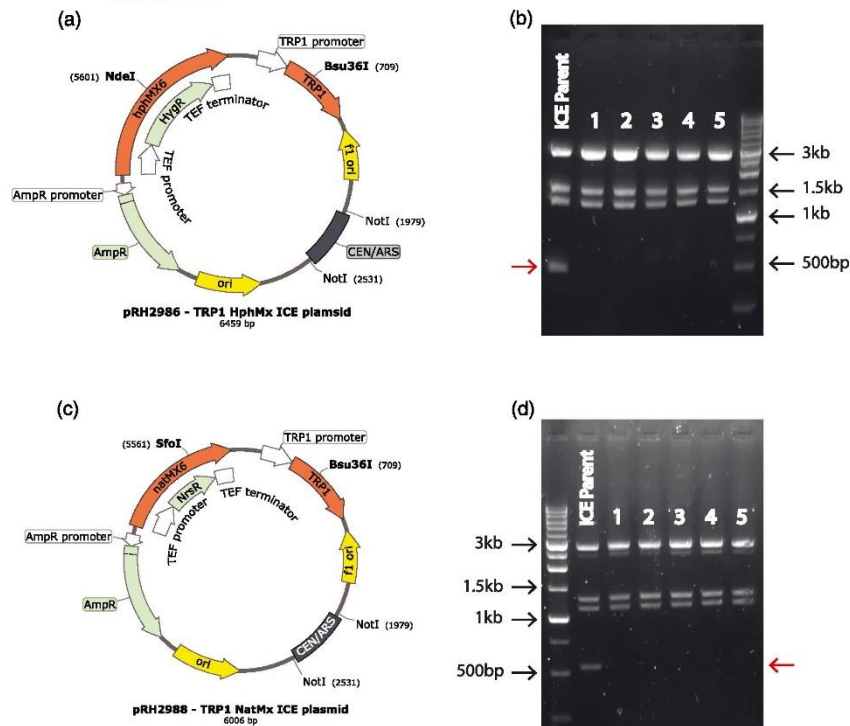 (a)
TRP1 promoter
Bsu36I (709)
(5601) NdeI
hphMX6
TRP1
HygR
TEF terminator
TEF promoter
f1 ori
AmpR promoter
NotI (1979)
AmpR
CEN/ARS
NotI (2531)
ori
pRH2986 - TRP1 HphMx ICE plamsid
6459 bp
(b)
ICE Parent 1 2 3 4 5
3kb
1.5kb
1kb
500bp
(c)
TRP1 promoter
(5561) SfoI
Bsu36I (709)
natMX6
TRP1
NrsR
TEF terminator
TEF promoter
AmpR promoter
f1 ori
AmpR
NotI (1979)
CEN/ARS
NotI (2531)
ori
pRH2988 - TRP1 NatMx ICE plasmid
6006 bp
(d)
ICE Parent 1 2 3 4 5
3kb
1.5kb
1kb
500bp